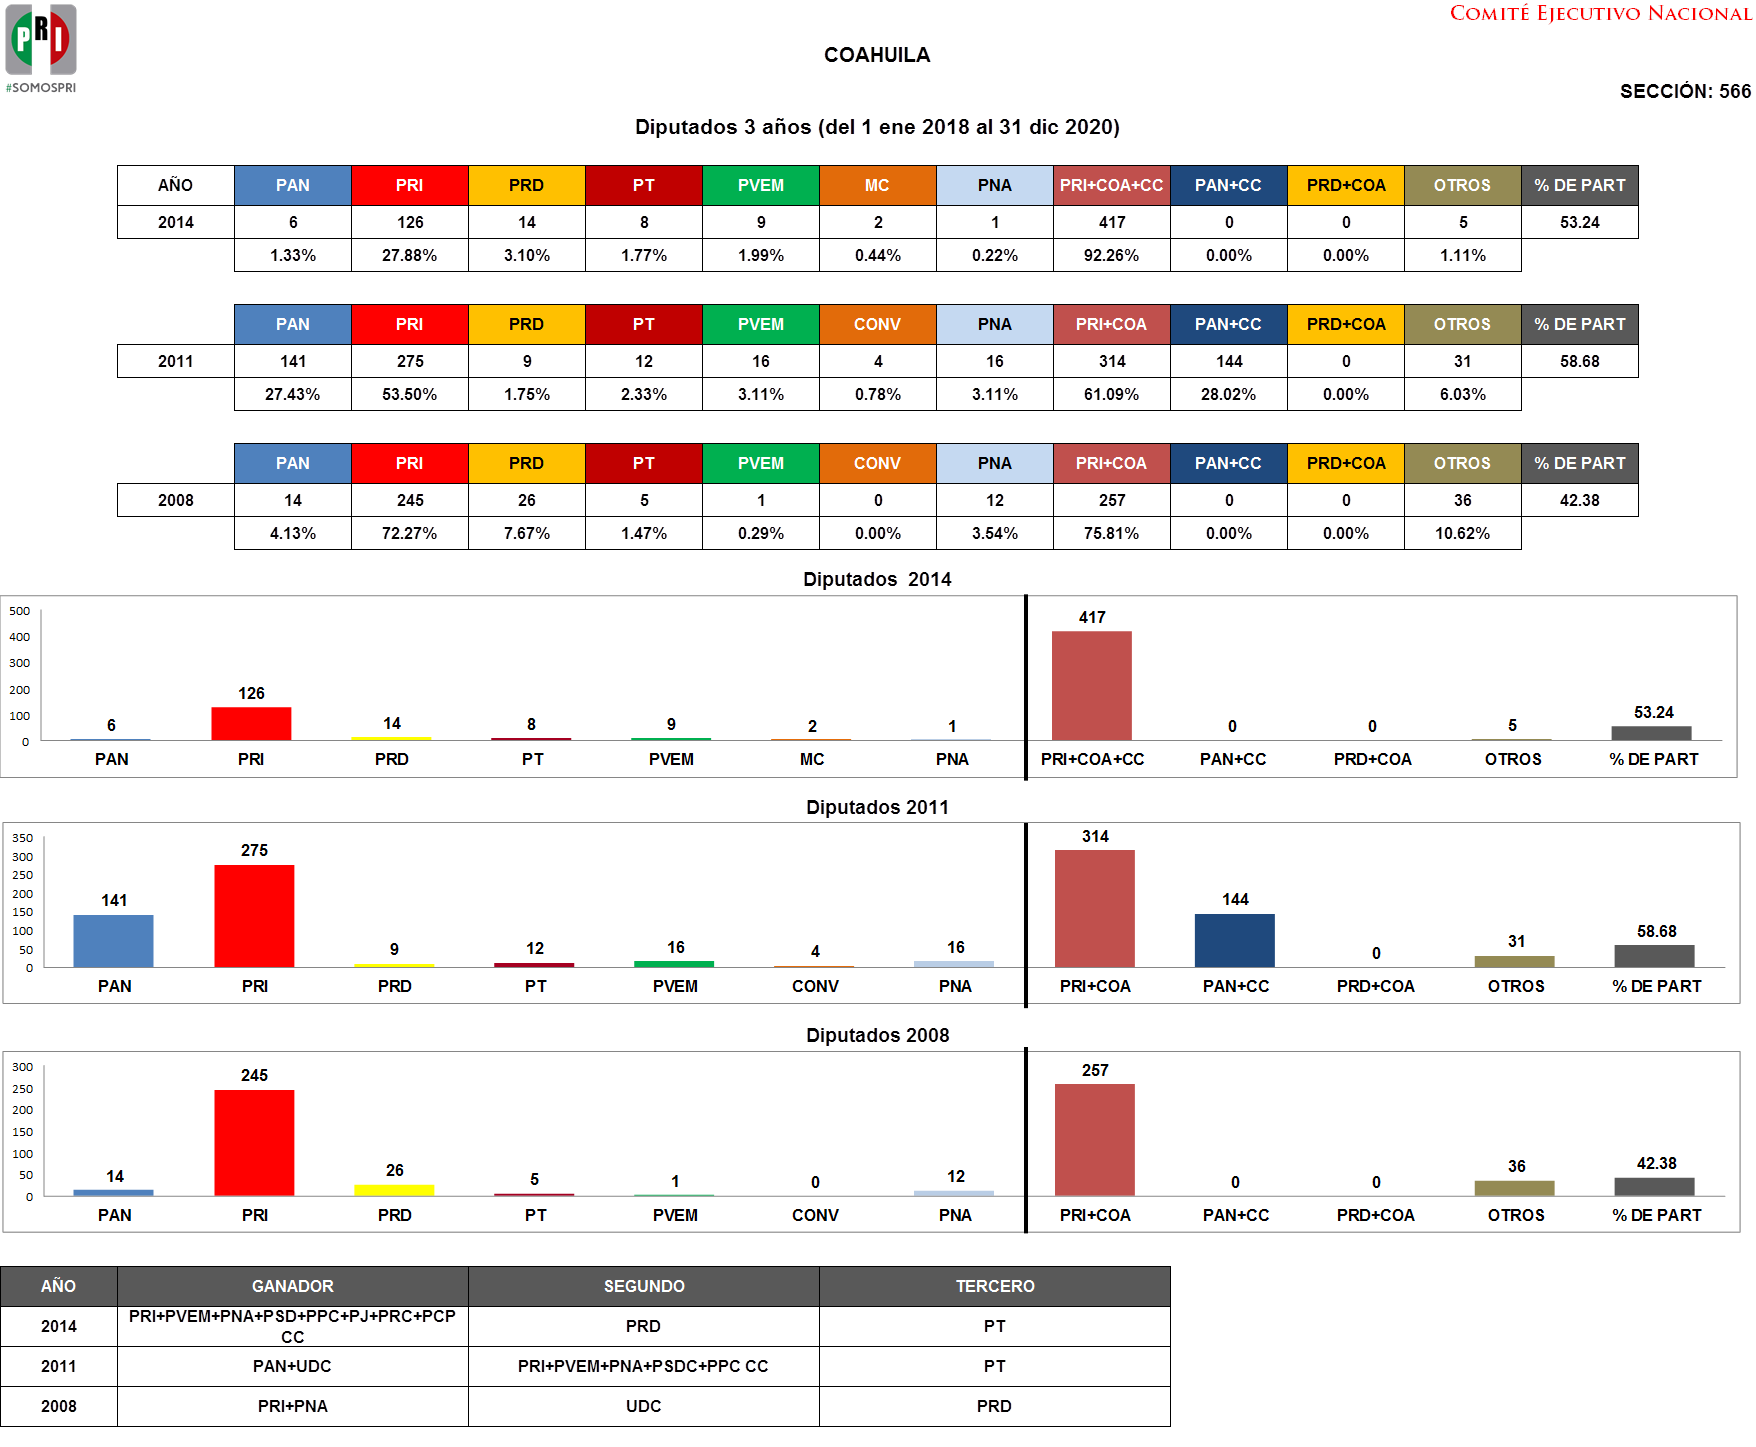 PRI
#SOMOSPRI
COMITÉ EJECUTIVO NACIONAL
COAHUILA
SECCIÓN: 566
Diputados 3 años (del 1 ene 2018 al 31 dic 2020)
AÑO PAN PRI PRD PT PVEM MC PNA PRI+COA+CC PAN+CC PRD+COA OTROS % DE PART
2014 6 126 14 8 9 2 1 417 0 0 5 53.24
1.33% 27.88% 3.10% 1.77% 1.99% 0.44% 0.22% 92.26% 0.00% 0.00% 1.11%
PAN PRI PRD PT PVEM CONV PNA PRI+COA PAN+CC PRD+COA OTROS % DE PART
2011 141 275 9 12 16 4 16 314 144 0 31 58.68
27.43% 53.50% 1.75% 2.33% 3.11% 0.78% 3.11% 61.09% 28.02% 0.00% 6.03%
PAN PRI PRD PT PVEM CONV PNA PRI+COA PAN+CC PRD+COA OTROS % DE PART
2008 14 245 26 5 1 0 12 257 0 0 36 42.38
4.13% 72.27% 7.67% 1.47% 0.29% 0.00% 3.54% 75.81% 0.00% 0.00% 10.62%
Diputados 2014
500
400
300
200
100
0
6 126 14 8 9 2 1 417 0 0 5 53.24
PAN PRI PRD PT PVEM MC PNA PRI+COA+CC PAN+CC PRD+COA OTROS % DE PART
Diputados 2011
350
300
250
200
150
100
50
0
141 275 9 12 16 4 16 314 144 0 31 58.68
PAN PRI PRD PT PVEM CONV PNA PRI+COA PAN+CC PRD+COA OTROS % DE PART
Diputados 2008
300
250
200
150
100
50
0
14 245 26 5 1 0 12 257 0 0 36 42.38
PAN PRI PRD PT PVEM CONV PNA PRI+COA PAN+CC PRD+COA OTROS % DE PART
AÑO GANADOR SEGUNDO TERCERO
2014 PRI+PVEM+PNA+PSD+PPC+PJ+PRC+PCP CC PRD PT
2011 PAN+UDC PRI+PVEM+PNA+PSDC+PPC CC PT
2008 PRI+PNA UDC PRD